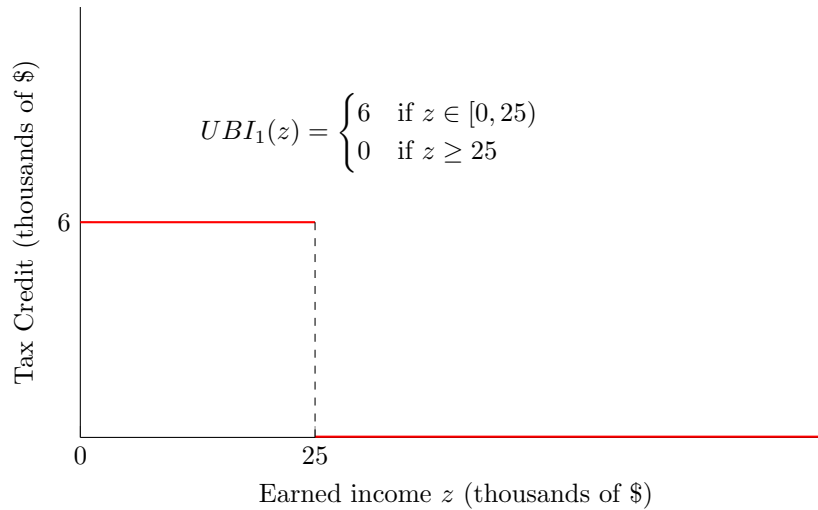 Tax Credit (thousands of $)
UBI₁(z) = { 6 if z ∈ [0, 25)
0 if z ≥ 25
6
0
25
Earned income z (thousands of $)